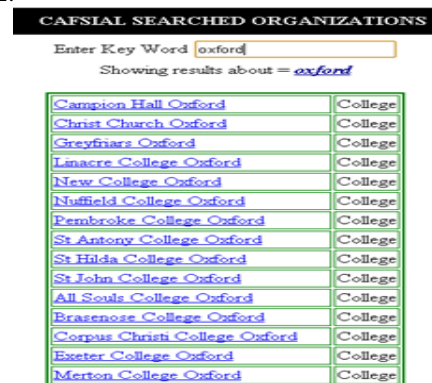 CAFSIAL SEARCHED ORGANIZATIONS
Enter Key Word oxford
Showing results about = oxford
Campion Hall Oxford College
Christ Church Oxford College
Greyfriars Oxford College
Linacre College Oxford College
New College Oxford College
Nuffield College Oxford College
Pembroke College Oxford College
St Antony College Oxford College
St Hilda College Oxford College
St John College Oxford College
All Souls College Oxford College
Brasenose College Oxford College
Corpus Christi College Oxford College
Exeter College Oxford College
Merton College Oxford College